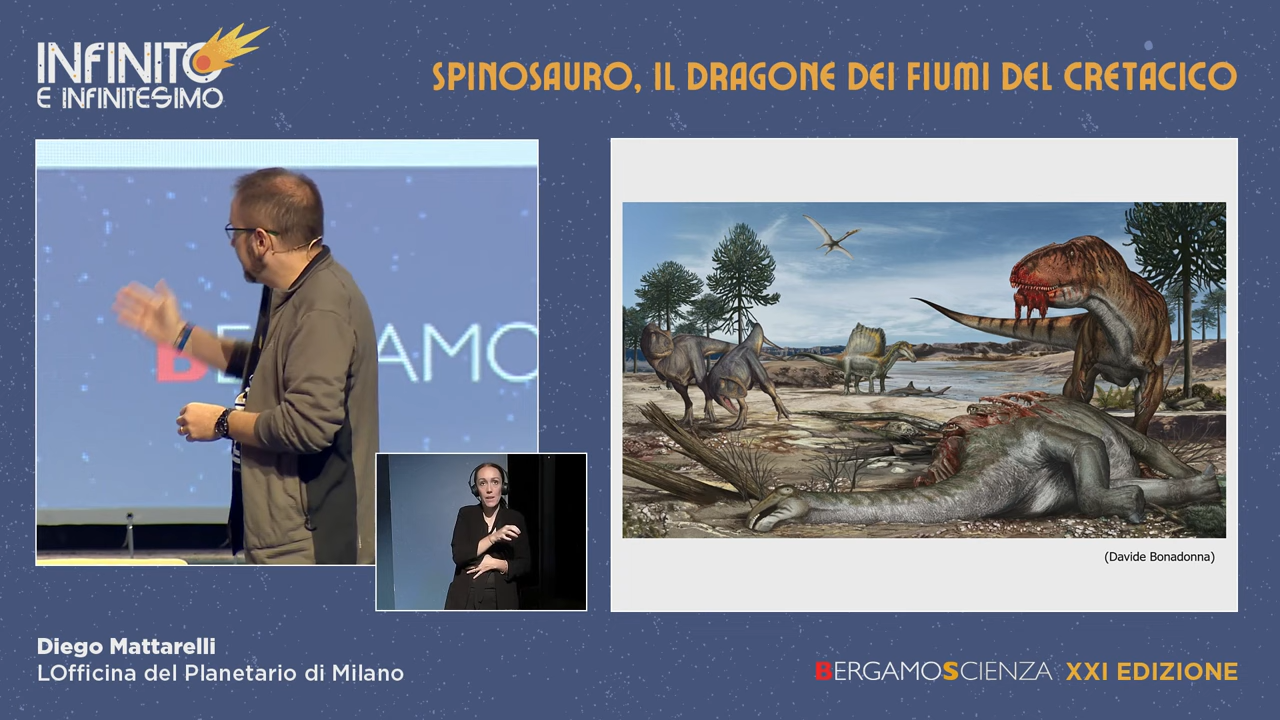 INFINITO
E INFINITESIMO
SPINOSAURO, IL DRAGONE DEI FIUMI DEL CRETACICO
BERGAMO
(Davide Bonadonna)
Diego Mattarelli
LOfficina del Planetario di Milano
BERGAMOSCIENZA XXI EDIZIONE